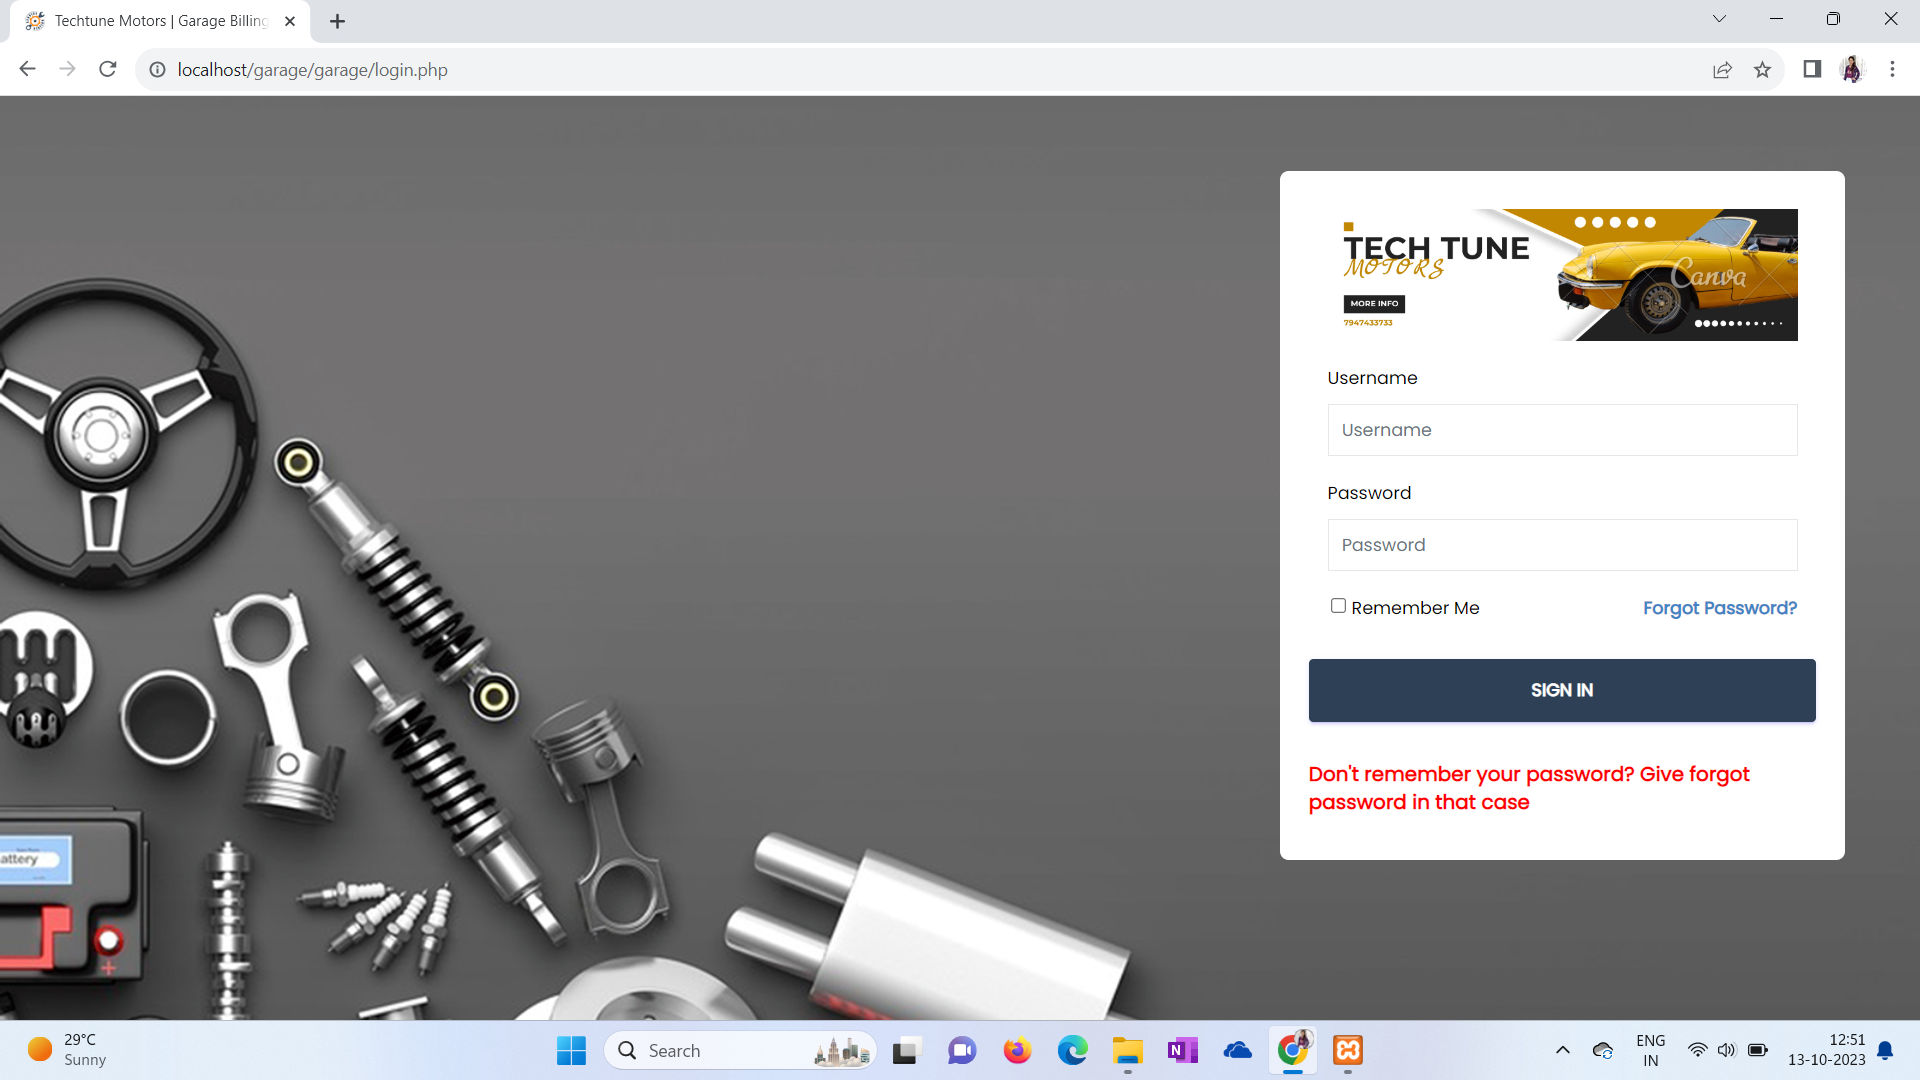 Techtune Motors | Garage Billing
localhost/garage/garage/login.php
TECH TUNE
MOTORS
MORE INFO
7947433733
Canva
Username
Username
Password
Password
Remember Me
Forgot Password?
SIGN IN
Don't remember your password? Give forgot
password in that case
attery
29°C
Sunny
Search
N
ENG
IN
12:51
13-10-2023